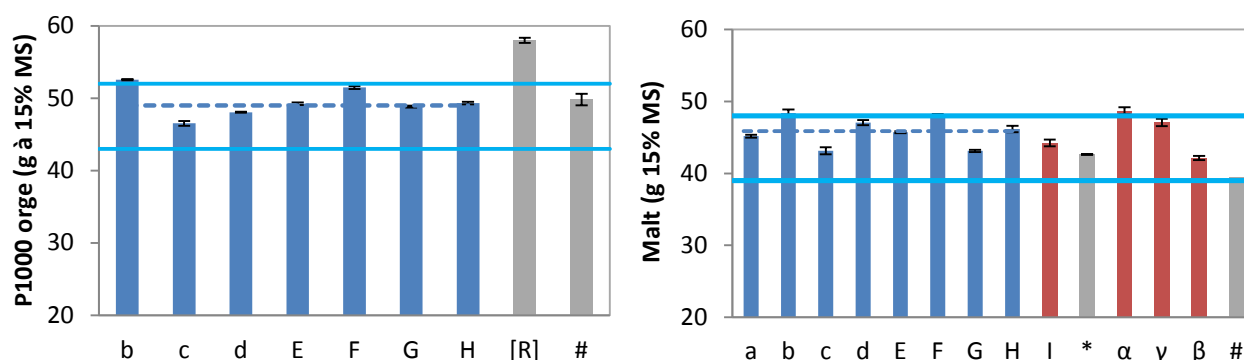 P1000 orge (g à 15% MS)
60
50
40
30
20
b c d E F G H [R] #
Malt (g 15% MS)
60
50
40
30
20
a b c d E F G H I * α γ β #